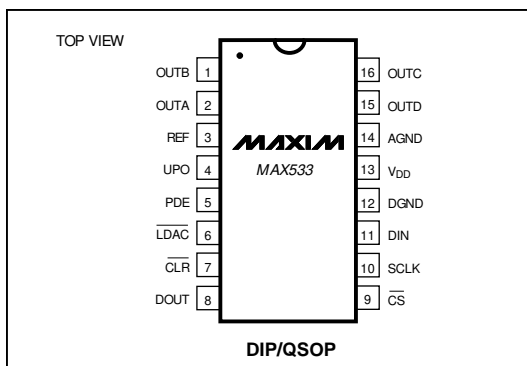 TOP VIEW
OUTB 1 16 OUTC
OUTA 2 15 OUTD
REF 3 MAXIM 14 AGND
UPO 4 MAX533 13 VDD
PDE 5 12 DGND
LDAC 6 11 DIN
CLR 7 10 SCLK
DOUT 8 9 CS
DIP/QSOP